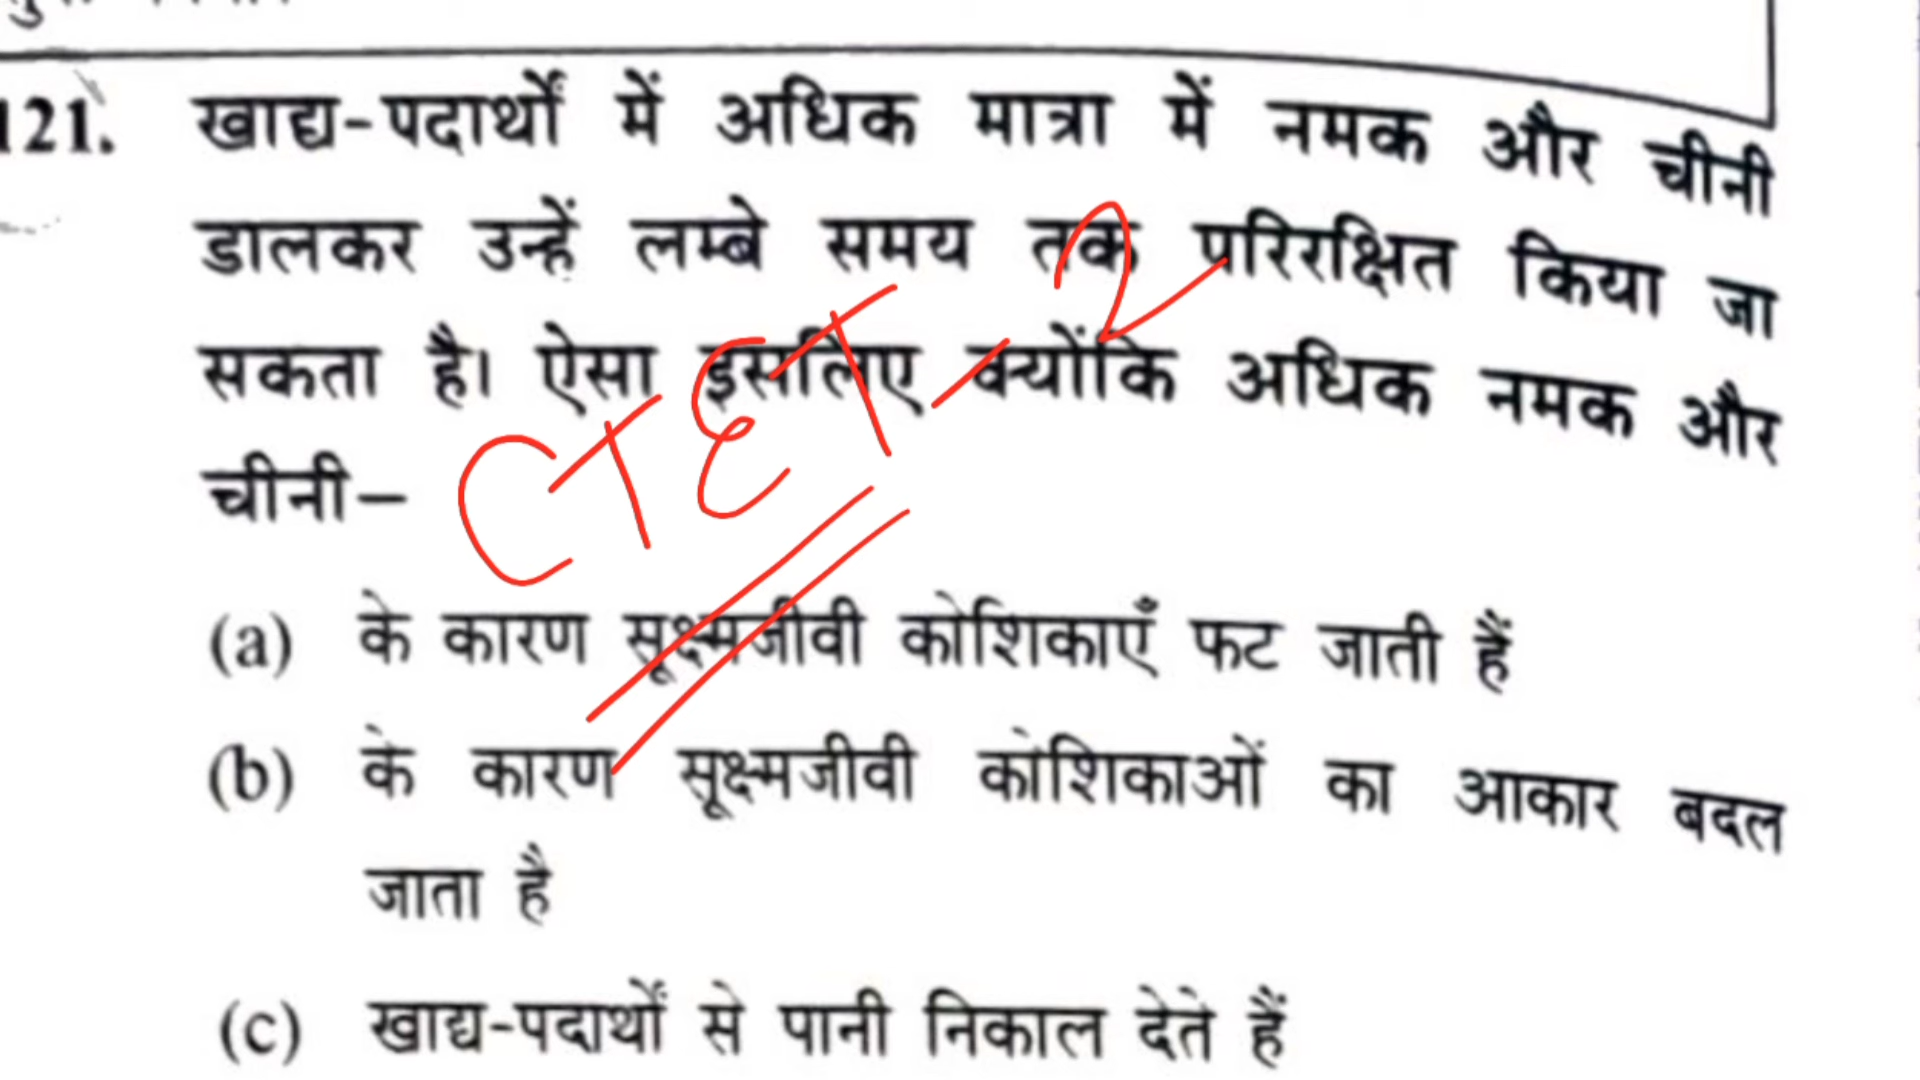 121. खाद्य-पदार्थों में अधिक मात्रा में नमक और चीनी
डालकर उन्हें लम्बे समय तक परिरक्षित किया जा
सकता है। ऐसा इसलिए क्योंकि अधिक नमक और
चीनी–
CTET-2
(a) के कारण सूक्ष्मजीवी कोशिकाएँ फट जाती हैं
(b) के कारण सूक्ष्मजीवी कोशिकाओं का आकार बदल
जाता है
(c) खाद्य-पदार्थों से पानी निकाल देते हैं